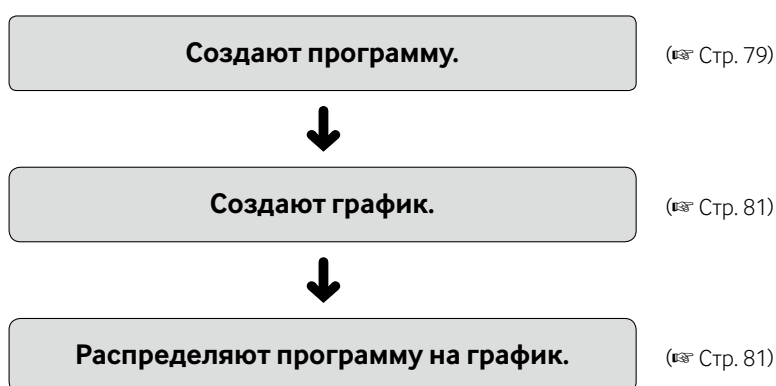 Создают программу. (☞ Стр. 79)
Создают график. (☞ Стр. 81)
Распределяют программу на график. (☞ Стр. 81)